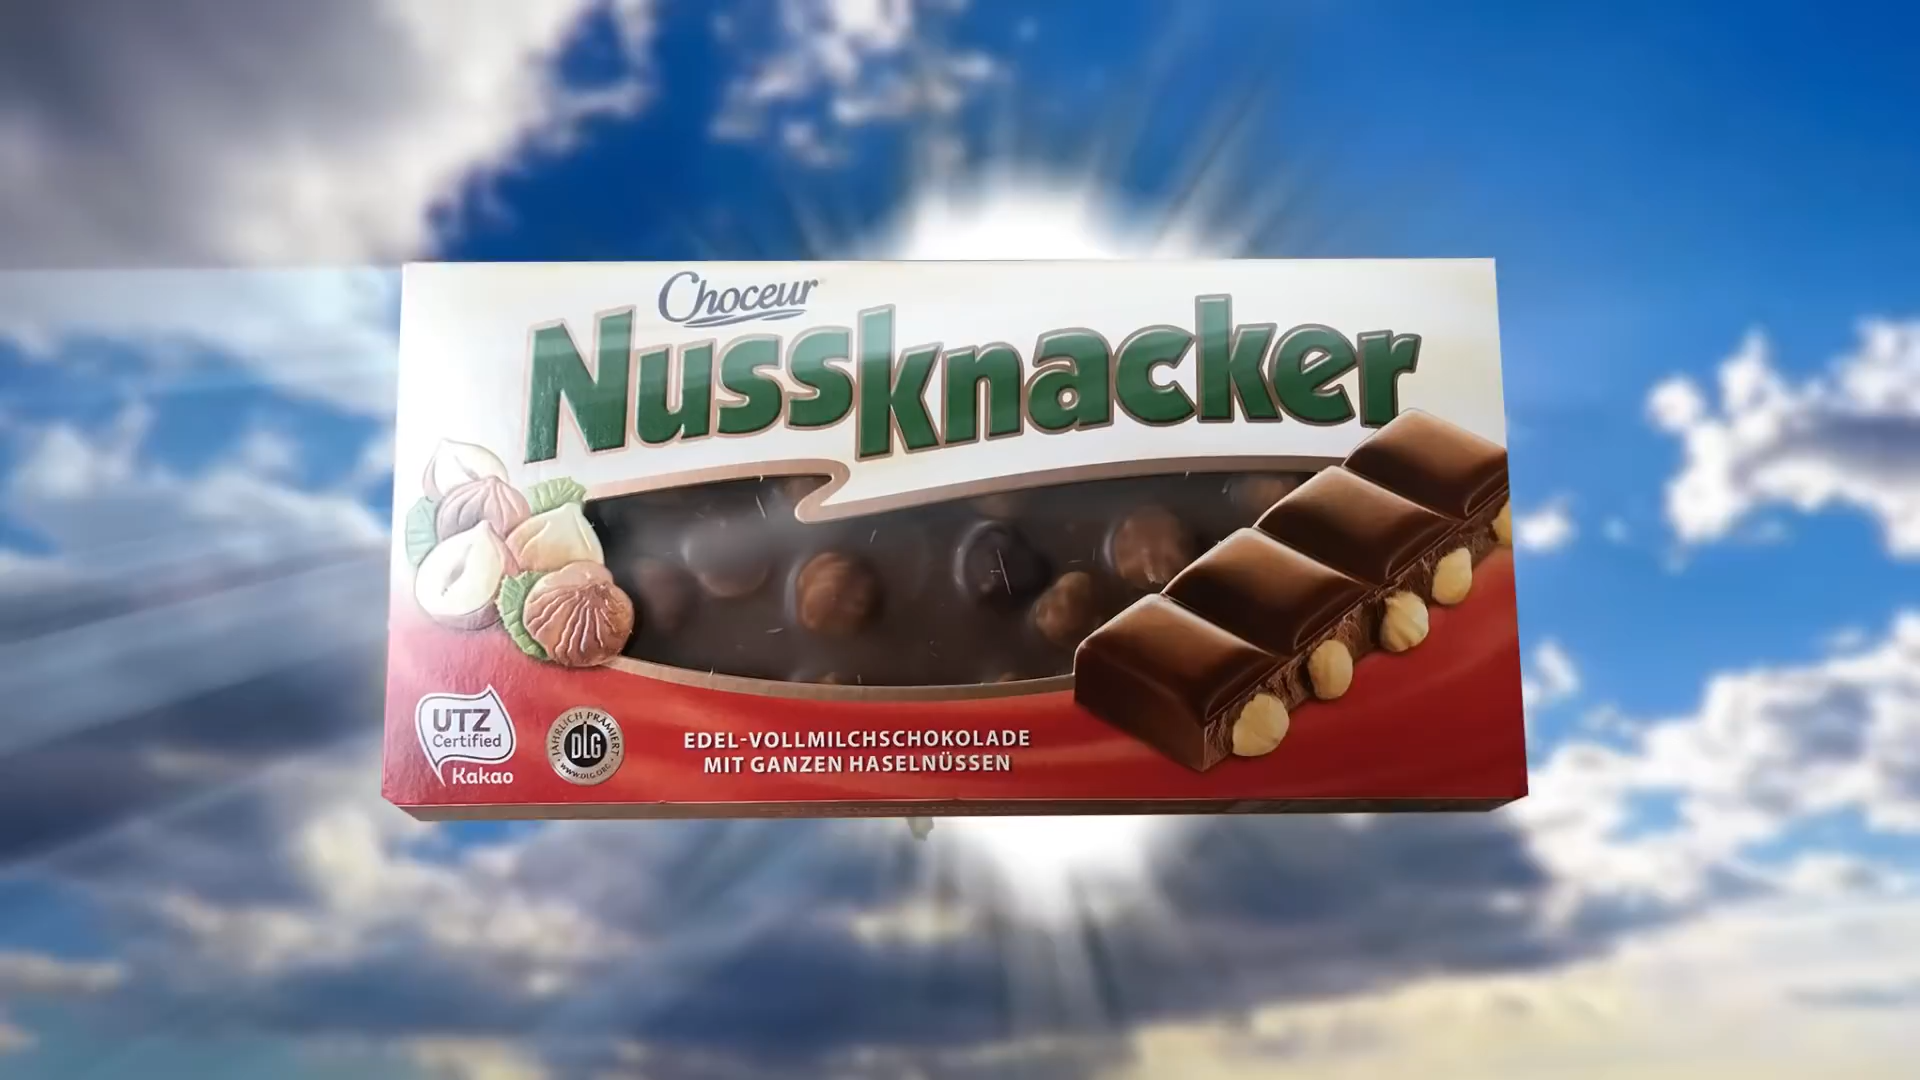 Choceur
Nussknacker
UTZ
Certified
Kakao
JÄHRLICH PRÄMIERT
DLG
WWW.DLG.ORG
EDEL-VOLLMILCHSCHOKOLADE
MIT GANZEN HASELNÜSSEN